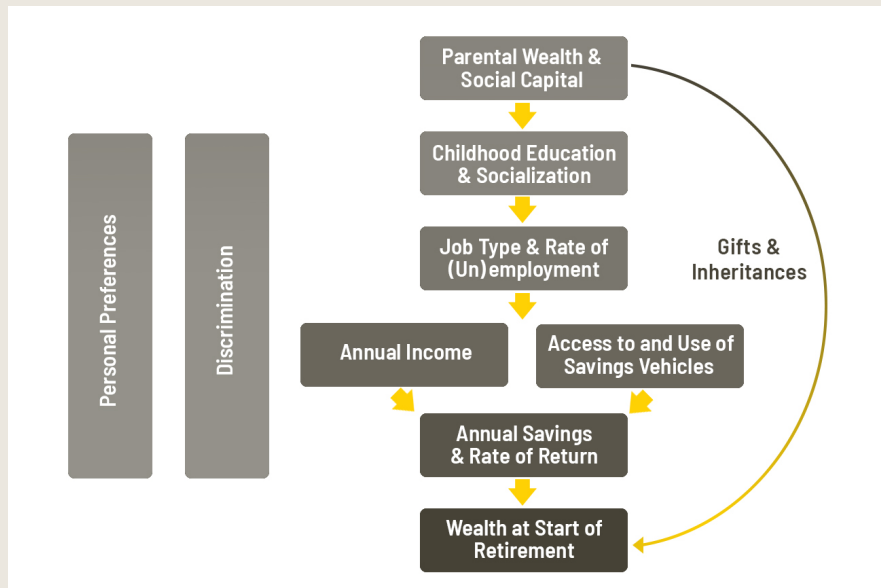 Parental Wealth &
Social Capital
Childhood Education
& Socialization
Job Type & Rate of
(Un)employment
Gifts &
Inheritances
Personal Preferences
Discrimination
Annual Income
Access to and Use of
Savings Vehicles
Annual Savings
& Rate of Return
Wealth at Start of
Retirement